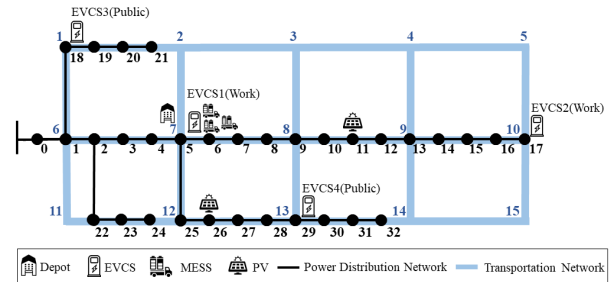 EVCS3(Public)
1 2 3 4 5
18 19 20 21
EVCS1(Work)
EVCS2(Work)
6 7 8 9 10
0 1 2 3 4 5 6 7 8 9 10 11 12 13 14 15 16 17
EVCS4(Public)
11 12 13 14 15
22 23 24 25 26 27 28 29 30 31 32
Depot EVCS MESS PV Power Distribution Network Transportation Network